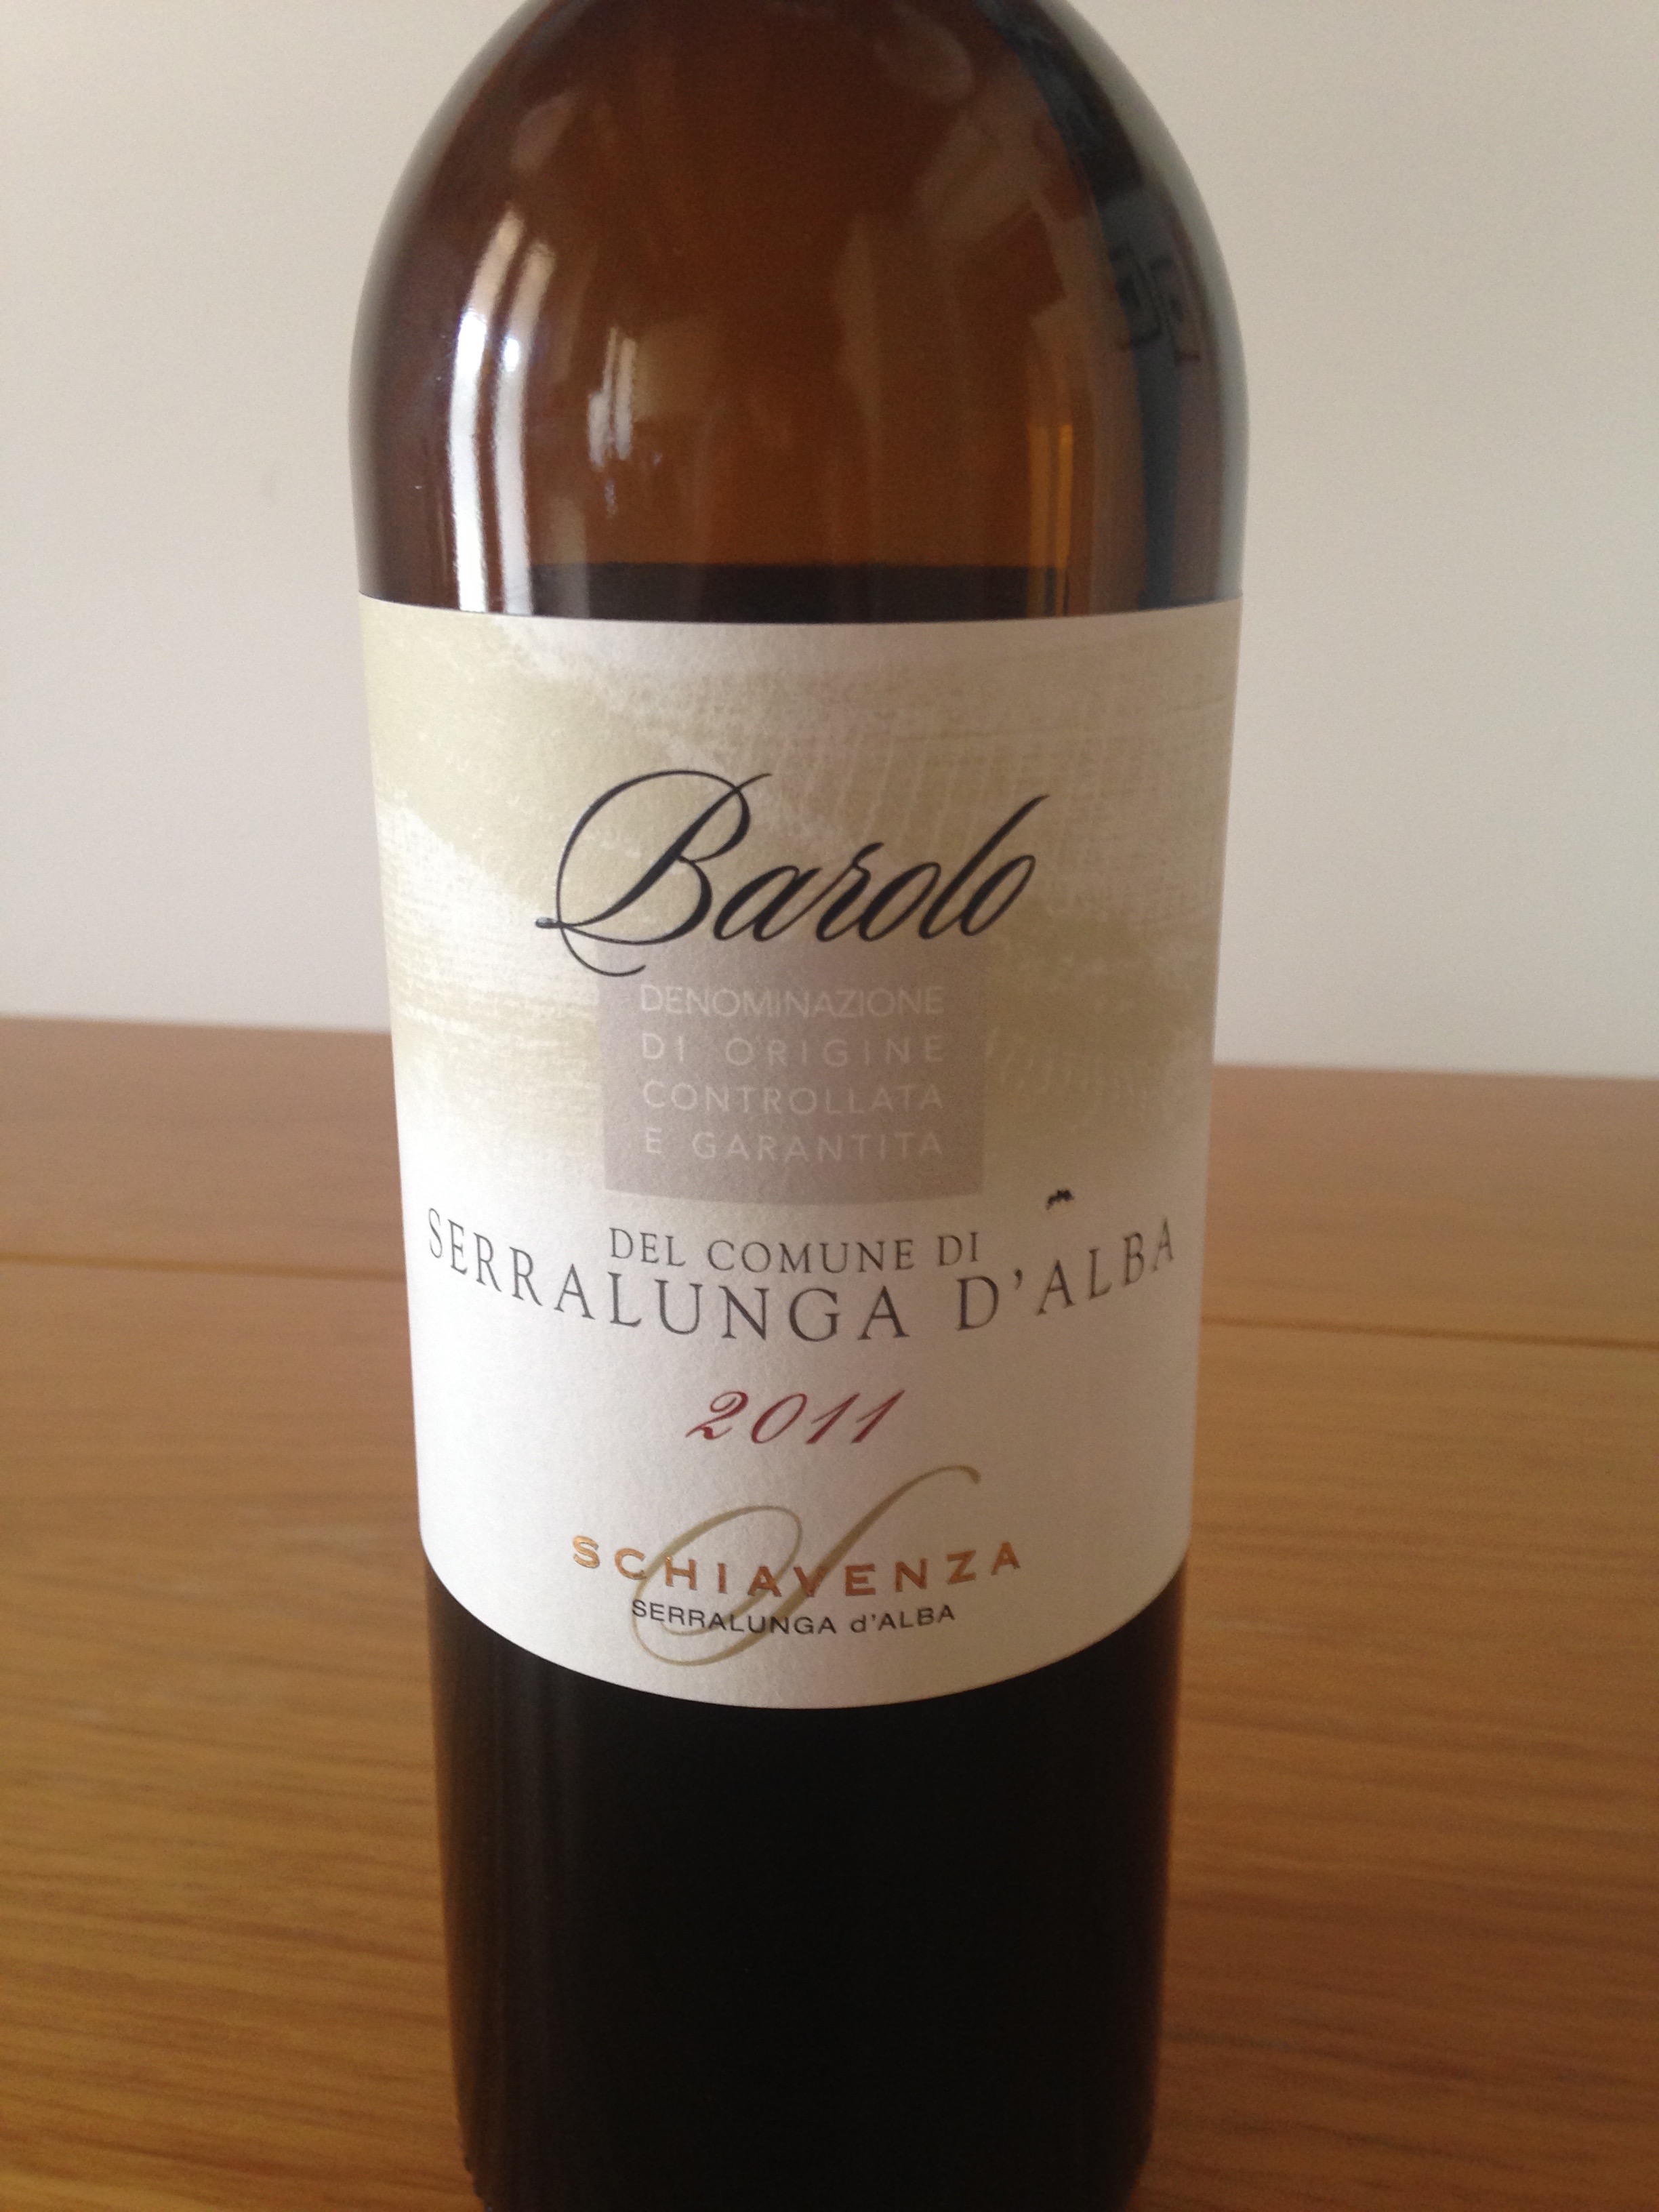 Barolo
DENOMINAZIONE
DI ORIGINE
CONTROLLATA
E GARANTITA
DEL COMUNE DI
SERRALUNGA D'ALBA
2011
SCHIAVENZA
SERRALUNGA d'ALBA